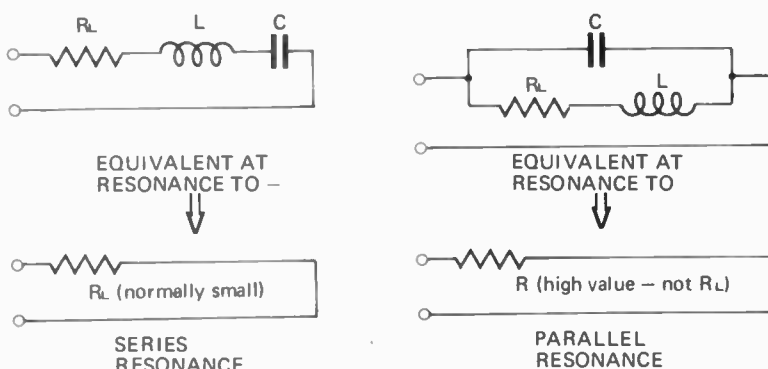 RL L C
EQUIVALENT AT
RESONANCE TO –
RL (normally small)
SERIES
RESONANCE
C
RL L
EQUIVALENT AT
RESONANCE TO
R (high value – not RL)
PARALLEL
RESONANCE